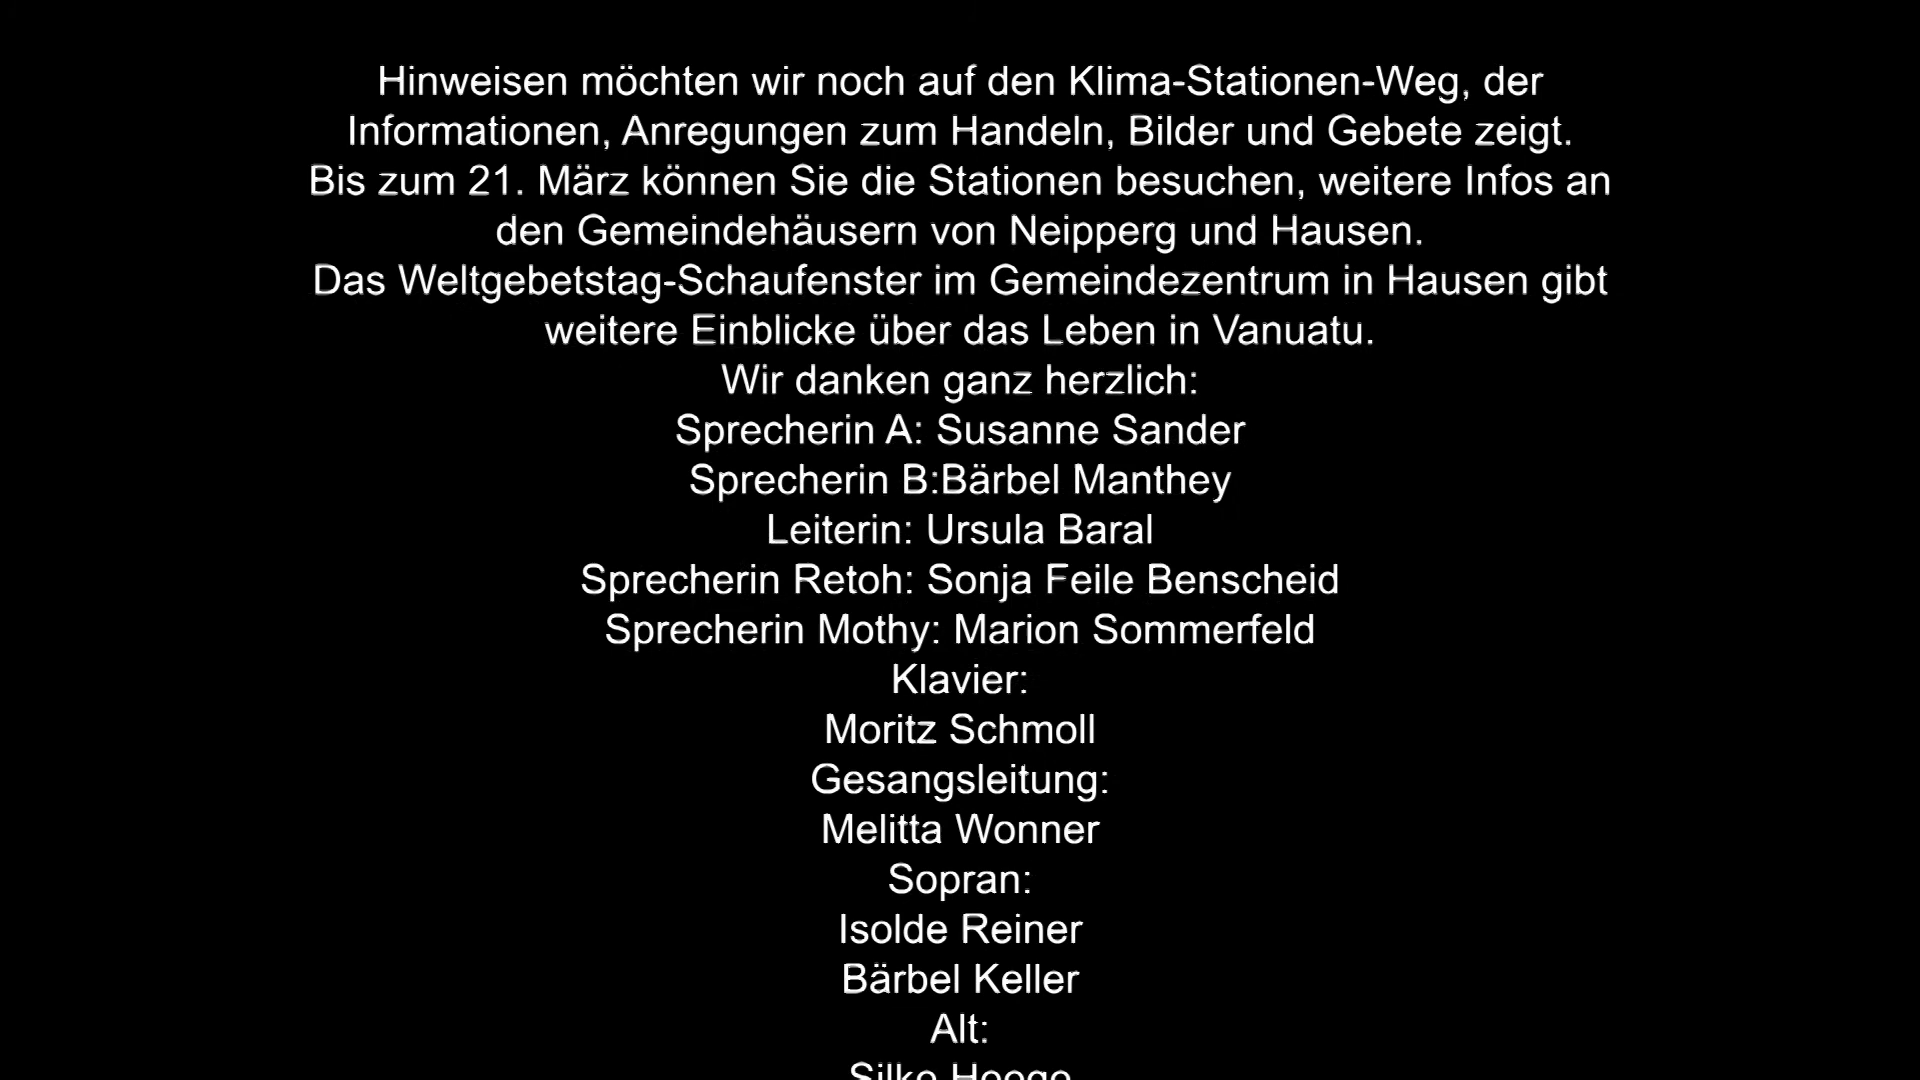 Hinweisen möchten wir noch auf den Klima-Stationen-Weg, der
Informationen, Anregungen zum Handeln, Bilder und Gebete zeigt.
Bis zum 21. März können Sie die Stationen besuchen, weitere Infos an
den Gemeindehäusern von Neipperg und Hausen.
Das Weltgebetstag-Schaufenster im Gemeindezentrum in Hausen gibt
weitere Einblicke über das Leben in Vanuatu.
Wir danken ganz herzlich:
Sprecherin A: Susanne Sander
Sprecherin B:Bärbel Manthey
Leiterin: Ursula Baral
Sprecherin Retoh: Sonja Feile Benscheid
Sprecherin Mothy: Marion Sommerfeld
Klavier:
Moritz Schmoll
Gesangsleitung:
Melitta Wonner
Sopran:
Isolde Reiner
Bärbel Keller
Alt:
Silke